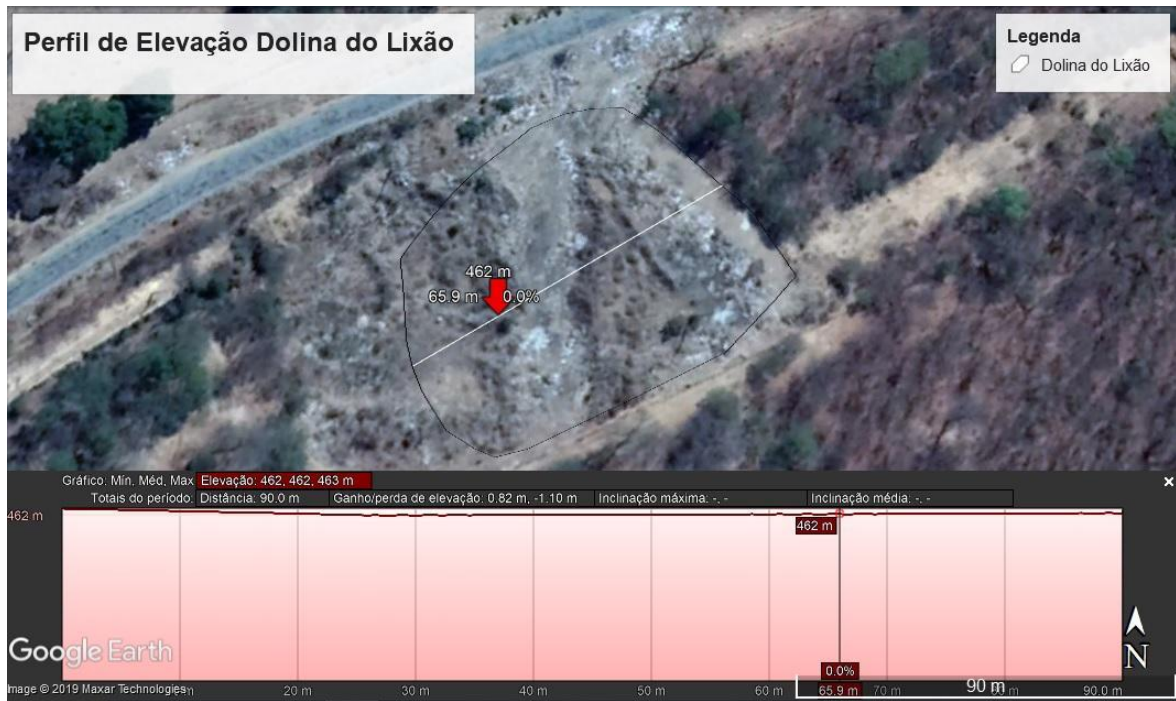 Perfil de Elevação Dolina do Lixão
Legenda
Dolina do Lixão
462 m
65.9 m 0.0%
Gráfico: Mín, Méd, Max Elevação: 462, 462, 463 m
Totais do período: Distância: 90.0 m Ganho/perda de elevação: 0,82 m, -1.10 m Inclinação máxima: -, - Inclinação média: -, -
462 m
462 m
Google Earth
N
0.0%
Image © 2019 Maxar Technologies
20 m 30 m 40 m 50 m 60 m 65.9 m 70 m 90 m 90.0 m